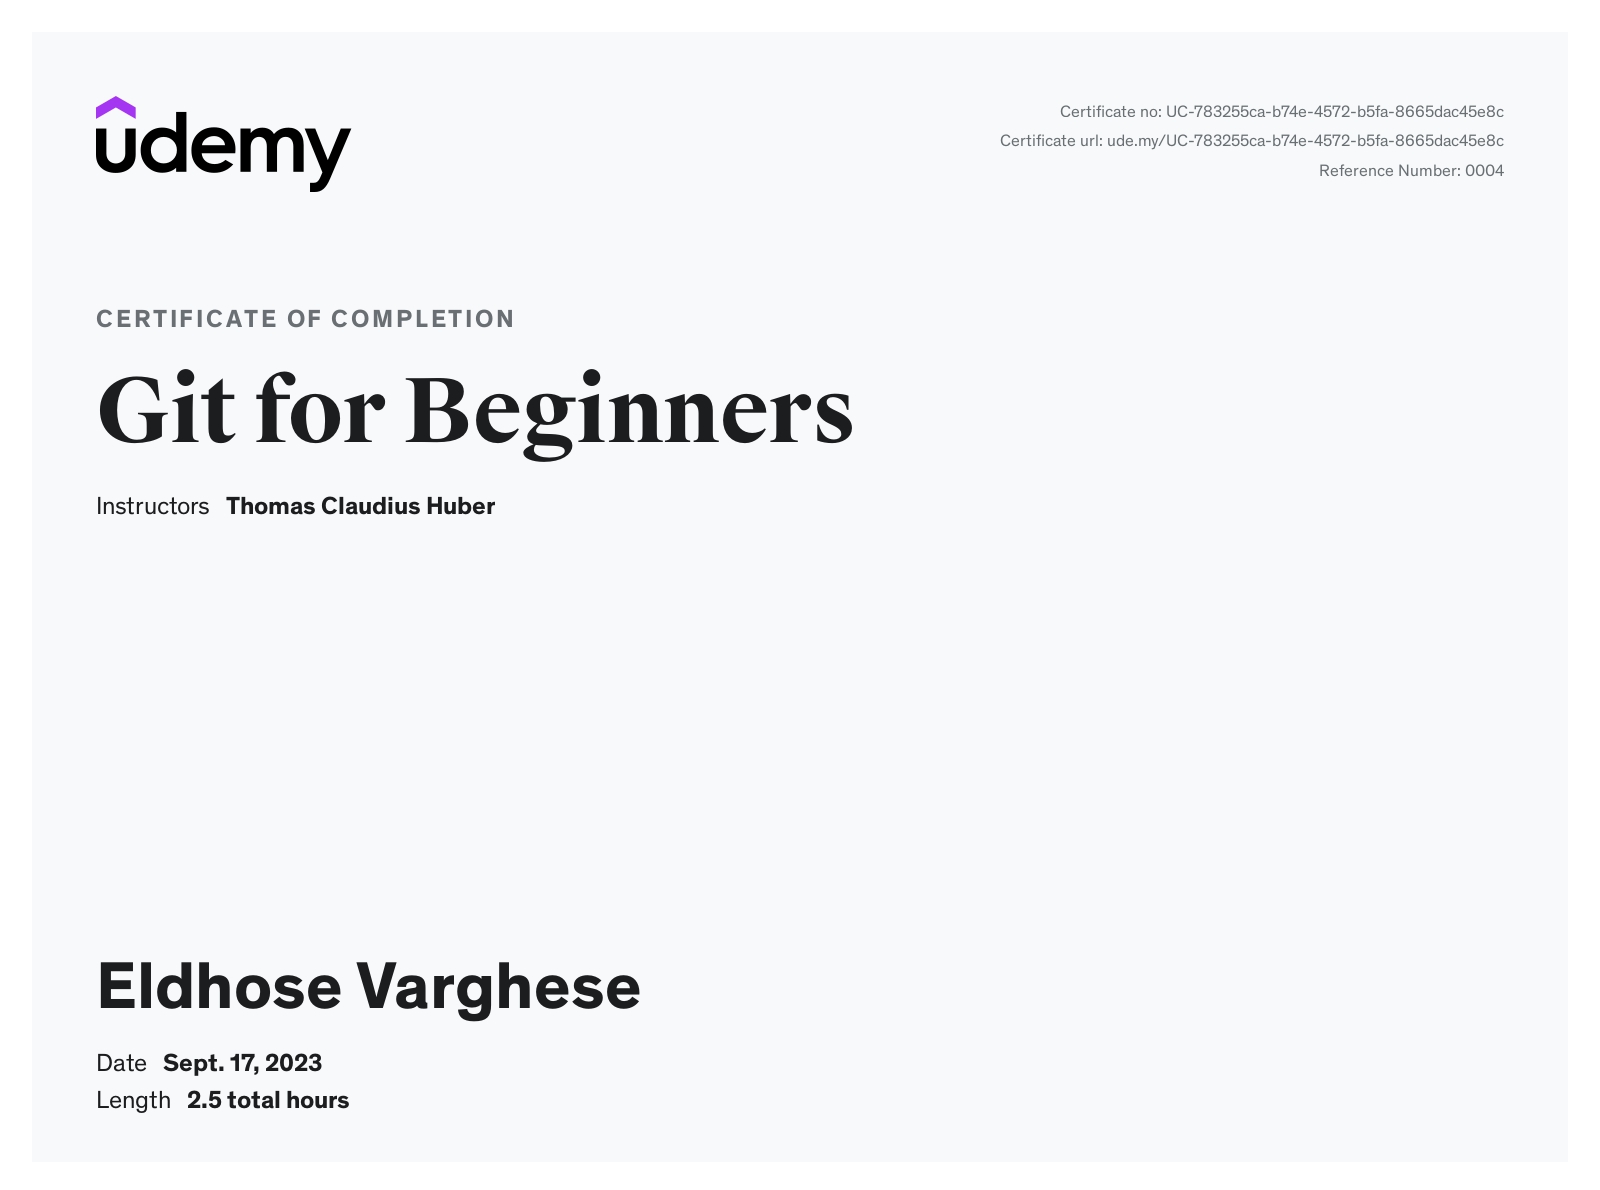 udemy
Certificate no: UC-783255ca-b74e-4572-b5fa-8665dac45e8c
Certificate url: ude.my/UC-783255ca-b74e-4572-b5fa-8665dac45e8c
Reference Number: 0004
CERTIFICATE OF COMPLETION
Git for Beginners
Instructors Thomas Claudius Huber
Eldhose Varghese
Date Sept. 17, 2023
Length 2.5 total hours